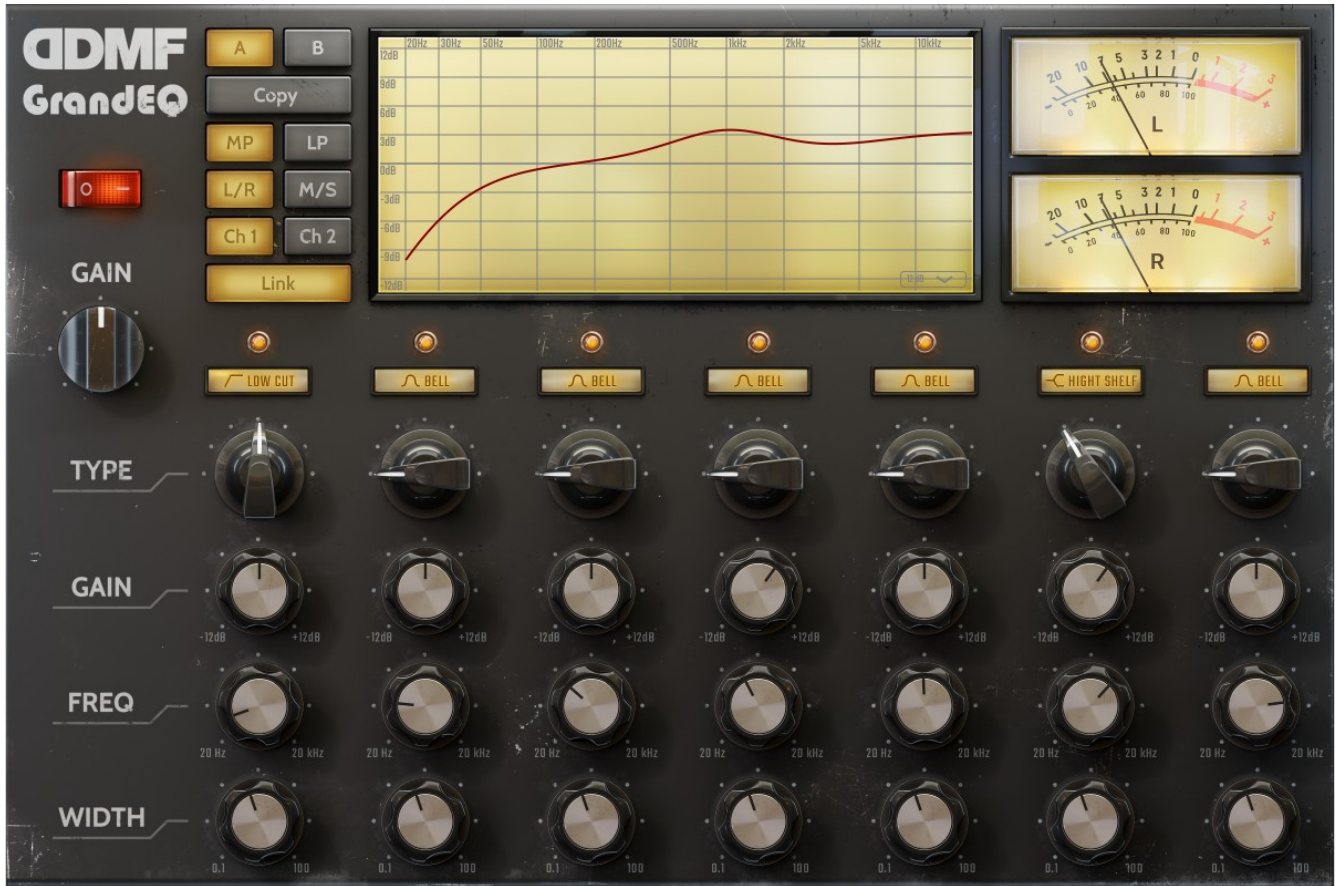 DDMF
GrandEQ
A B
Copy
MP LP
L/R M/S
Ch 1 Ch 2
Link
20Hz 30Hz 50Hz 100Hz 200Hz 500Hz 1kHz 2kHz 5kHz 10kHz
12dB
9dB
6dB
3dB
0dB
-3dB
-6dB
-9dB
-12dB
12dB
20 10 7 5 3 2 1 0 1 2 3
- 0 20 40 60 80 100 +
L
20 10 7 5 3 2 1 0 1 2 3
- 0 20 40 60 80 100 +
R
O
GAIN
LOW CUT BELL BELL BELL BELL HIGHT SHELF BELL
TYPE
GAIN
-12dB +12dB -12dB +12dB -12dB +12dB -12dB +12dB -12dB +12dB -12dB +12dB +12dB
FREQ
20 Hz 20 kHz 20 Hz 20 kHz 20 Hz 20 kHz 20 Hz 20 kHz 20 Hz 20 kHz 20 Hz 20 kHz 20 Hz 20 kHz
WIDTH
0.1 100 0.1 100 0.1 100 0.1 100 0.1 100 0.1 100 0.1 100